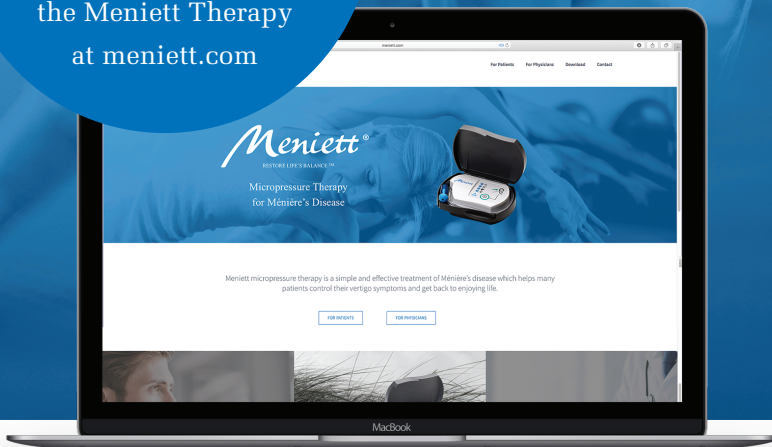 the Meniett Therapy
at meniett.com
meniett.com
For Patients For Physicians Download Contact
Meniett®
RESTORE LIFE'S BALANCE™
Micropressure Therapy
for Ménière's Disease
Meniett micropressure therapy is a simple and effective treatment of Ménière's disease which helps many
patients control their vertigo symptoms and get back to enjoying life.
FOR PATIENTS FOR PHYSICIANS
MacBook